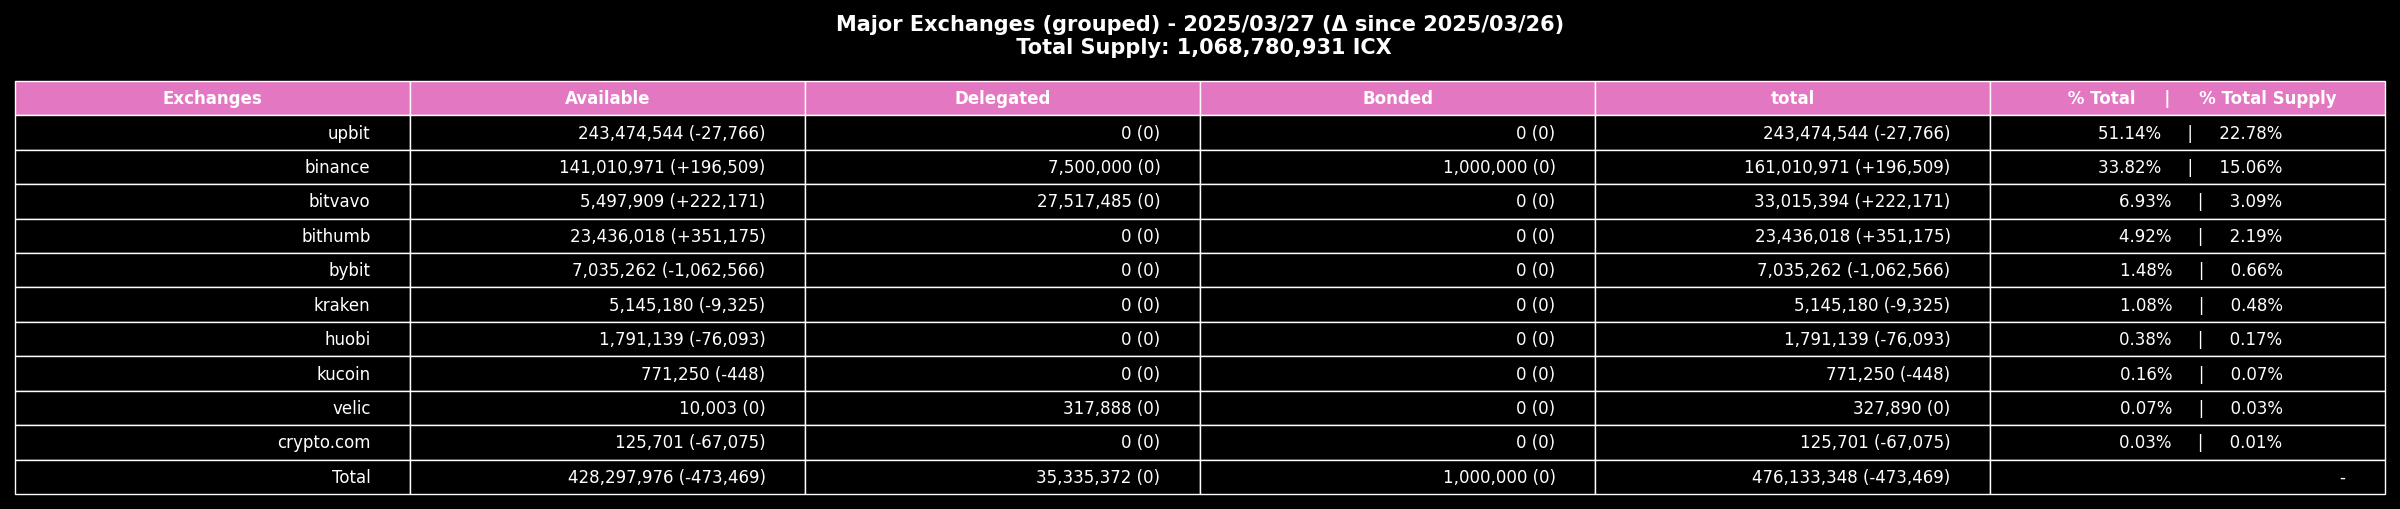 Major Exchanges (grouped) - 2025/03/27 (Δ since 2025/03/26)
Total Supply: 1,068,780,931 ICX
Exchanges Available Delegated Bonded total % Total | % Total Supply
upbit 243,474,544 (-27,766) 0 (0) 0 (0) 243,474,544 (-27,766) 51.14% | 22.78%
binance 141,010,971 (+196,509) 7,500,000 (0) 1,000,000 (0) 161,010,971 (+196,509) 33.82% | 15.06%
bitvavo 5,497,909 (+222,171) 27,517,485 (0) 0 (0) 33,015,394 (+222,171) 6.93% | 3.09%
bithumb 23,436,018 (+351,175) 0 (0) 0 (0) 23,436,018 (+351,175) 4.92% | 2.19%
bybit 7,035,262 (-1,062,566) 0 (0) 0 (0) 7,035,262 (-1,062,566) 1.48% | 0.66%
kraken 5,145,180 (-9,325) 0 (0) 0 (0) 5,145,180 (-9,325) 1.08% | 0.48%
huobi 1,791,139 (-76,093) 0 (0) 0 (0) 1,791,139 (-76,093) 0.38% | 0.17%
kucoin 771,250 (-448) 0 (0) 0 (0) 771,250 (-448) 0.16% | 0.07%
velic 10,003 (0) 317,888 (0) 0 (0) 327,890 (0) 0.07% | 0.03%
crypto.com 125,701 (-67,075) 0 (0) 0 (0) 125,701 (-67,075) 0.03% | 0.01%
Total 428,297,976 (-473,469) 35,335,372 (0) 1,000,000 (0) 476,133,348 (-473,469) -